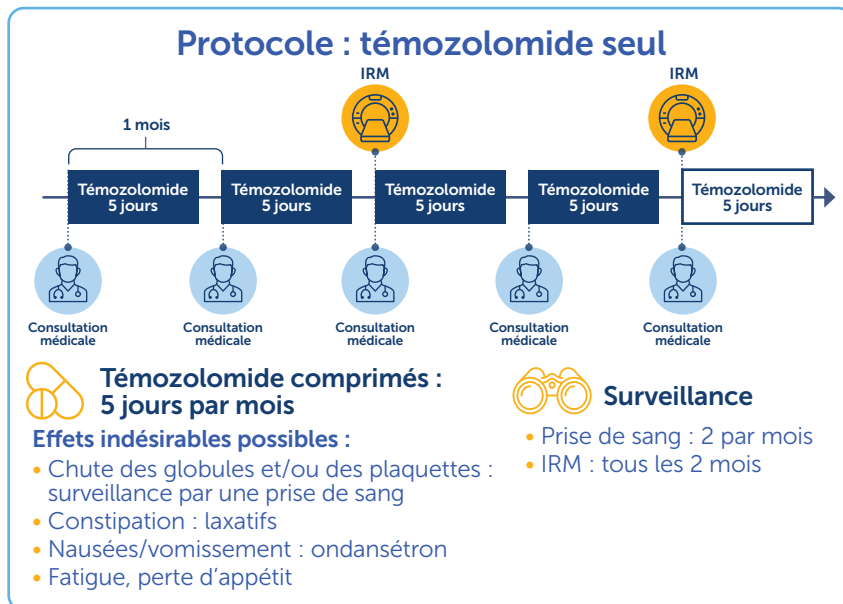 Protocole : témozolomide seul
IRM
IRM
1 mois
Témozolomide
5 jours
Témozolomide
5 jours
Témozolomide
5 jours
Témozolomide
5 jours
Témozolomide
5 jours
Consultation
médicale
Consultation
médicale
Consultation
médicale
Consultation
médicale
Consultation
médicale
Témozolomide comprimés :
5 jours par mois
Effets indésirables possibles :
• Chute des globules et/ou des plaquettes :
surveillance par une prise de sang
• Constipation : laxatifs
• Nausées/vomissement : ondansétron
• Fatigue, perte d’appétit
Surveillance
• Prise de sang : 2 par mois
• IRM : tous les 2 mois